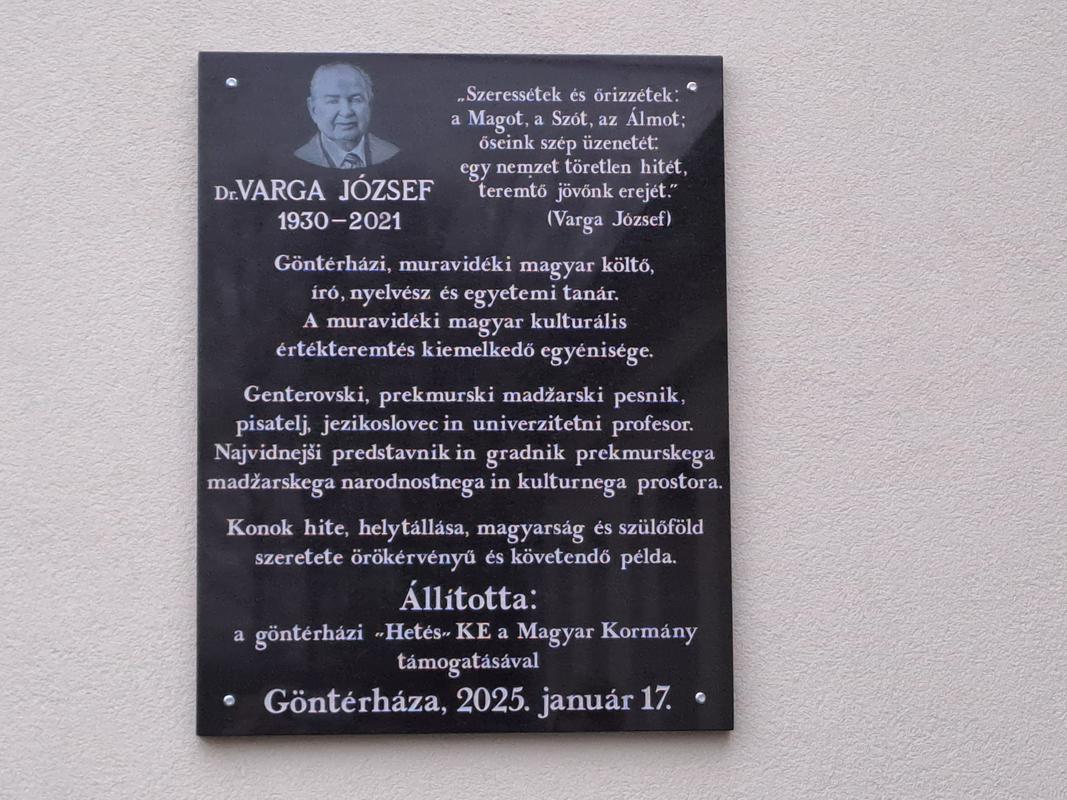 Dr. VARGA JÓZSEF
1930–2021
„Szeressétek és őrizzétek:
a Magot, a Szót, az Álmot;
őseink szép üzenetét:
egy nemzet töretlen hitét,
teremtő jövőnk erejét.”
(Varga József)
Göntérházi, muravidéki magyar költő,
író, nyelvész és egyetemi tanár.
A muravidéki magyar kulturális
értékteremtés kiemelkedő egyénisége.
Genterovski, prekmurski madžarski pesnik,
pisatelj, jezikoslovec in univerzitetni profesor.
Najvidnejši predstavnik in gradnik prekmurskega
madžarskega narodnostnega in kulturnega prostora.
Konok hite, helytállása, magyarság és szülőföld
szeretete örökérvényű és követendő példa.
Állította:
a göntérházi "Hetés" KE a Magyar Kormány
támogatásával
Göntérháza, 2025. január 17.